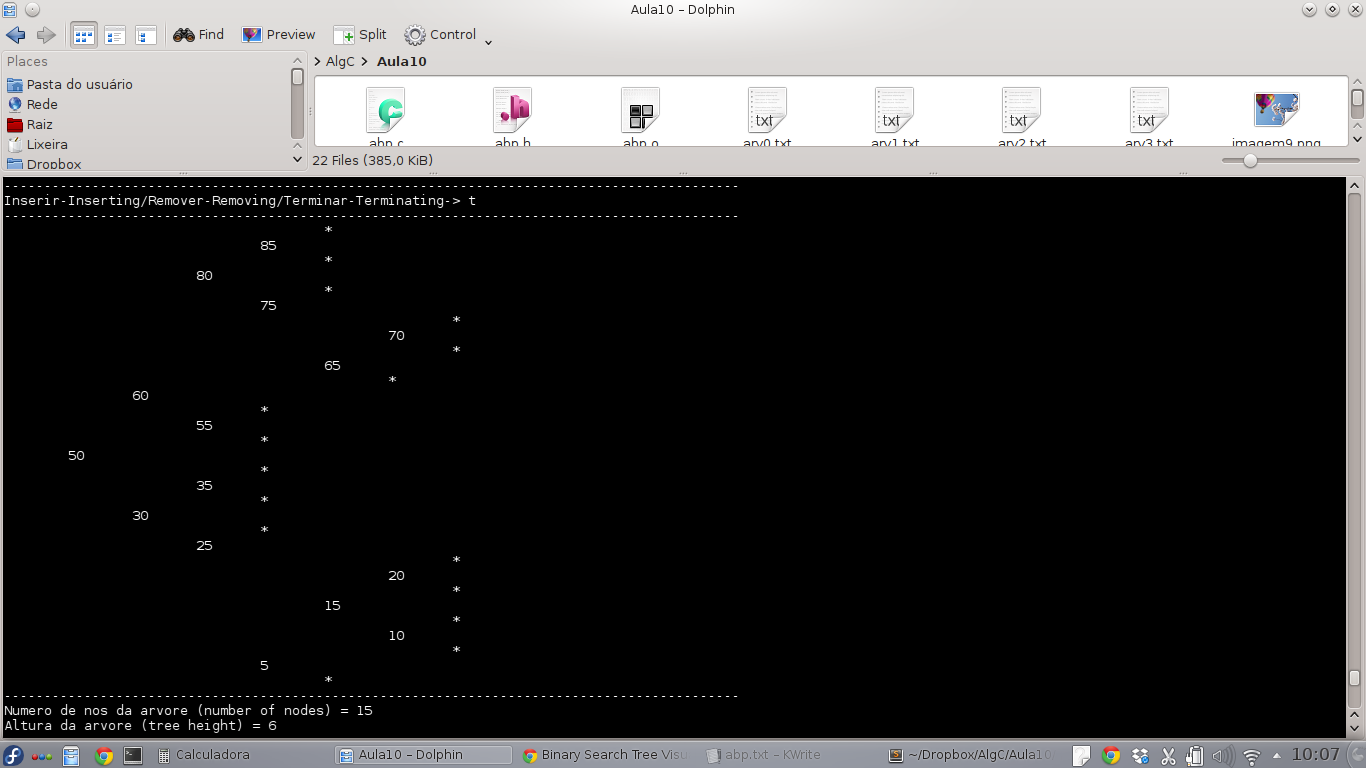 Aula10 – Dolphin
Find Preview Split Control
Places
Pasta do usuário
Rede
Raiz
Lixeira
Dropbox
AlgC Aula10
abp.c abp.h abp.o arv0.txt arv1.txt arv2.txt arv3.txt imagem9.png
txt txt txt txt
22 Files (385,0 KiB)
--------------------------------------------------------------------------------------------
Inserir-Inserting/Remover-Removing/Terminar-Terminating-> t
--------------------------------------------------------------------------------------------
*
85
*
80
*
75
*
70
*
65
*
60
*
55
*
50
*
35
*
30
*
25
*
20
*
15
*
10
*
5
*
--------------------------------------------------------------------------------------------
Numero de nos da arvore (number of nodes) = 15
Altura da arvore (tree height) = 6
Calculadora Aula10 – Dolphin Binary Search Tree Visu abp.txt – KWrite ~/Dropbox/AlgC/Aula10 10:07